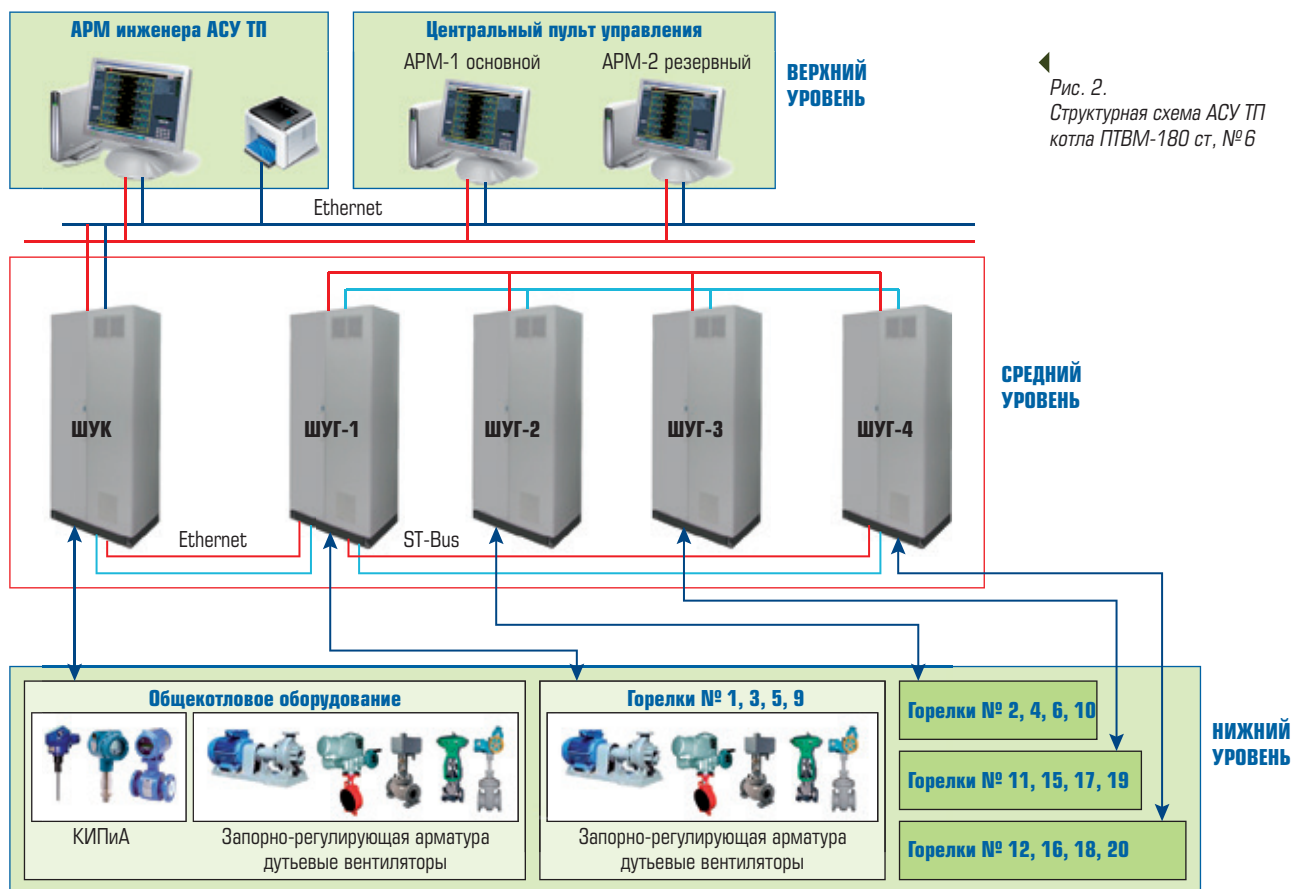 АРМ инженера АСУ ТП
Центральный пульт управления
АРМ-1 основной
АРМ-2 резервный
ВЕРХНИЙ
УРОВЕНЬ
Рис. 2.
Структурная схема АСУ ТП
котла ПТВМ-180 ст, № 6
Ethernet
ШУК
ШУГ-1
ШУГ-2
ШУГ-3
ШУГ-4
СРЕДНИЙ
УРОВЕНЬ
Ethernet
ST-Bus
Общекотловое оборудование
КИПиА
Запорно-регулирующая арматура
дутьевые вентиляторы
Горелки № 1, 3, 5, 9
Запорно-регулирующая арматура
дутьевые вентиляторы
Горелки № 2, 4, 6, 10
Горелки № 11, 15, 17, 19
Горелки № 12, 16, 18, 20
НИЖНИЙ
УРОВЕНЬ